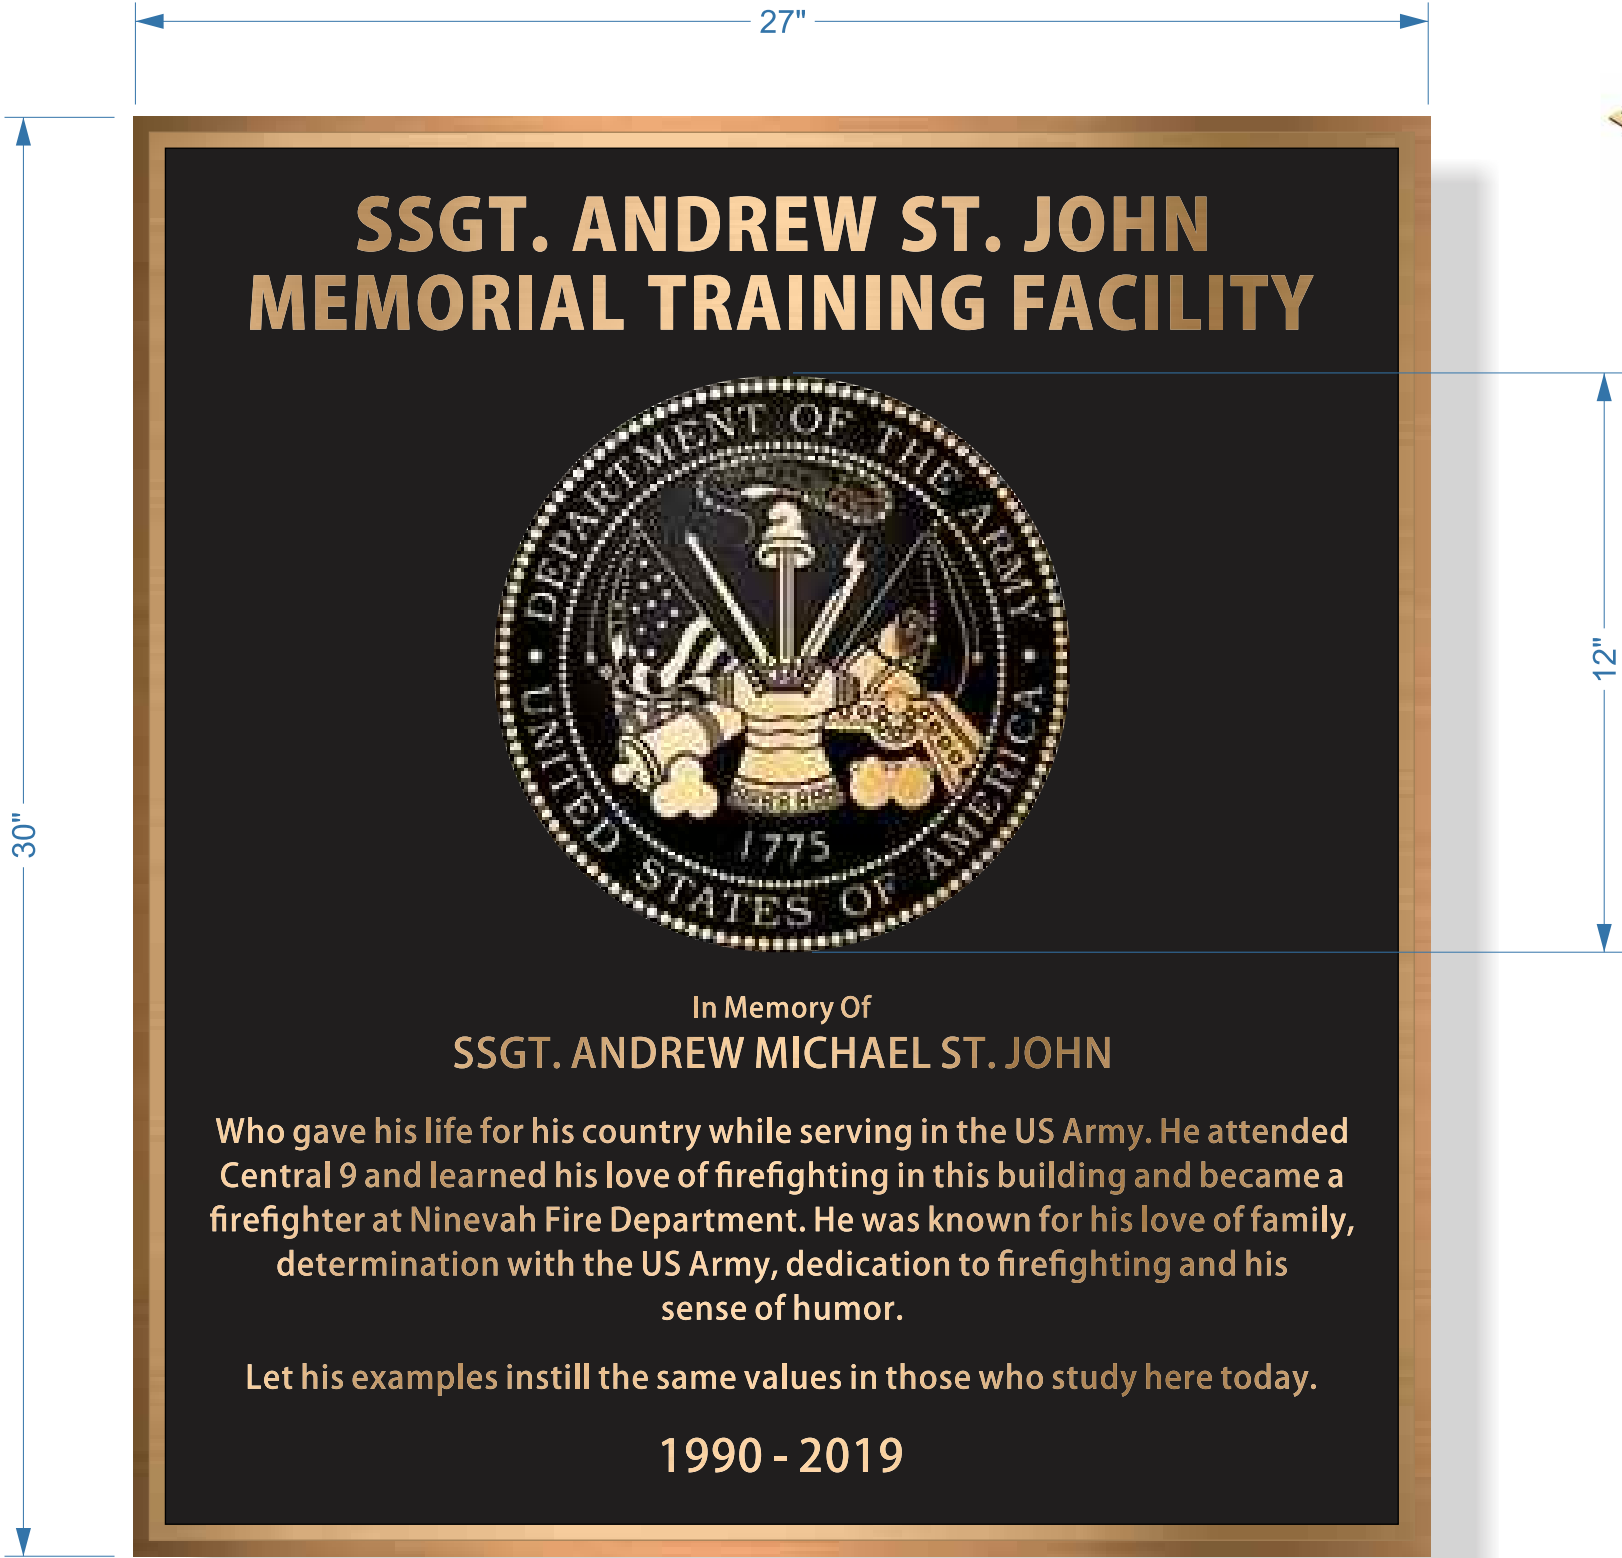 27"
SSGT. ANDREW ST. JOHN
MEMORIAL TRAINING FACILITY
DEPARTMENT OF THE ARMY
1775
UNITED STATES OF AMERICA
12"
30"
In Memory Of
SSGT. ANDREW MICHAEL ST. JOHN
Who gave his life for his country while serving in the US Army. He attended
Central 9 and learned his love of firefighting in this building and became a
firefighter at Ninevah Fire Department. He was known for his love of family,
determination with the US Army, dedication to firefighting and his
sense of humor.
Let his examples instill the same values in those who study here today.
1990 - 2019